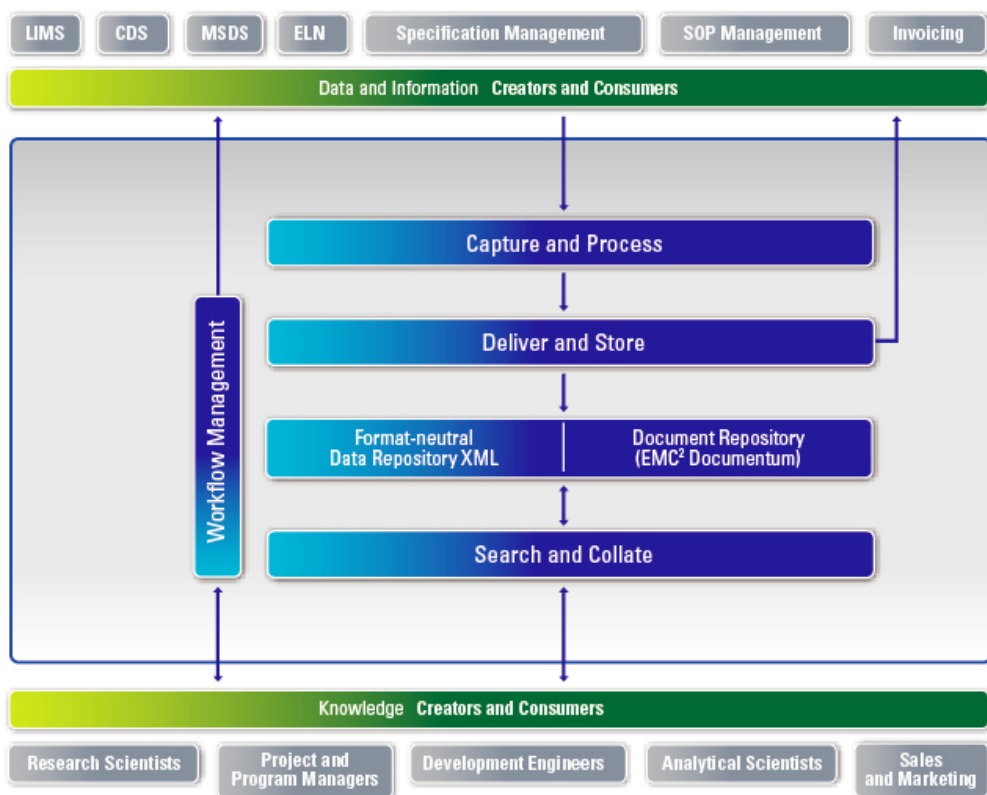 LIMS
CDS
MSDS
ELN
Specification Management
SOP Management
Invoicing
Data and Information Creators and Consumers
Capture and Process
Deliver and Store
Workflow Management
Format-neutral
Data Repository XML
Document Repository
(EMC² Documentum)
Search and Collate
Knowledge Creators and Consumers
Research Scientists
Project and
Program Managers
Development Engineers
Analytical Scientists
Sales
and Marketing